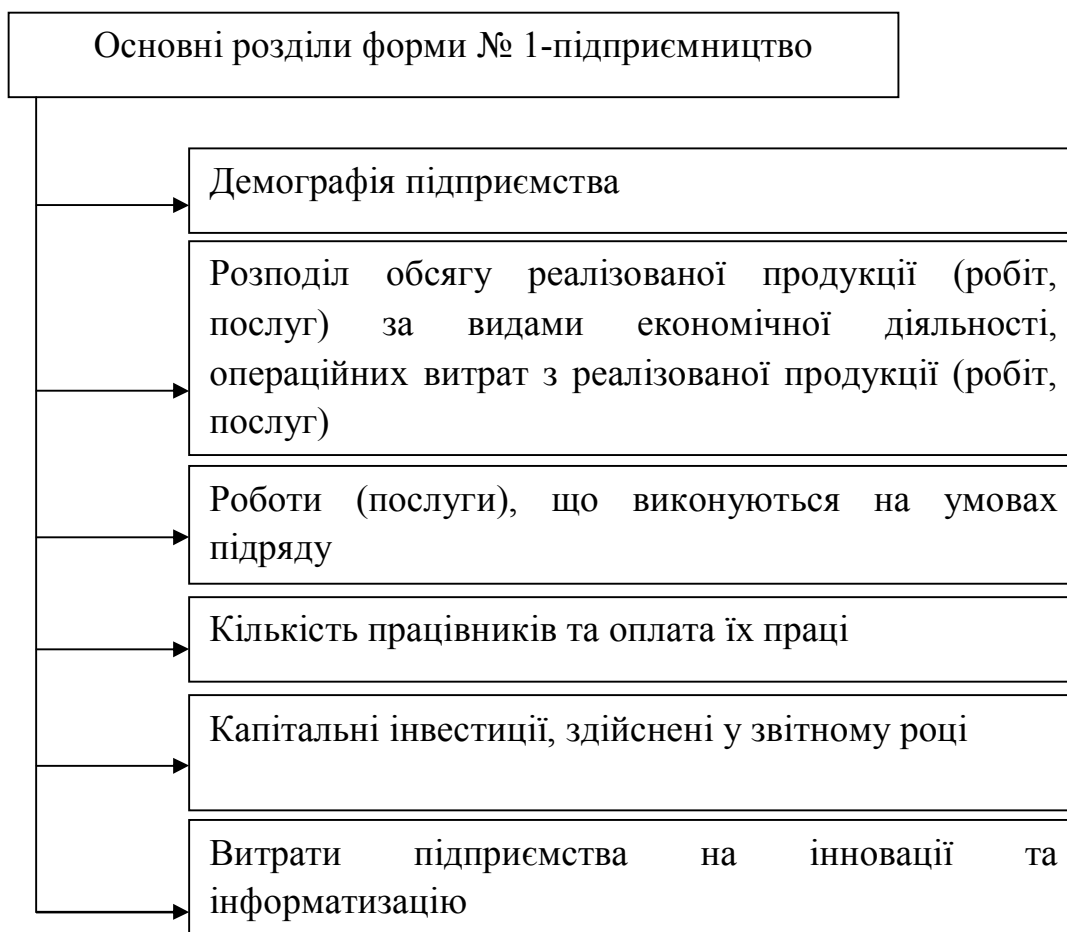 Основні розділи форми № 1-підприємництво
Демографія підприємства
Розподіл обсягу реалізованої продукції (робіт,
послуг) за видами економічної діяльності,
операційних витрат з реалізованої продукції (робіт,
послуг)
Роботи (послуги), що виконуються на умовах
підряду
Кількість працівників та оплата їх праці
Капітальні інвестиції, здійснені у звітному році
Витрати підприємства на інновації та
інформатизацію